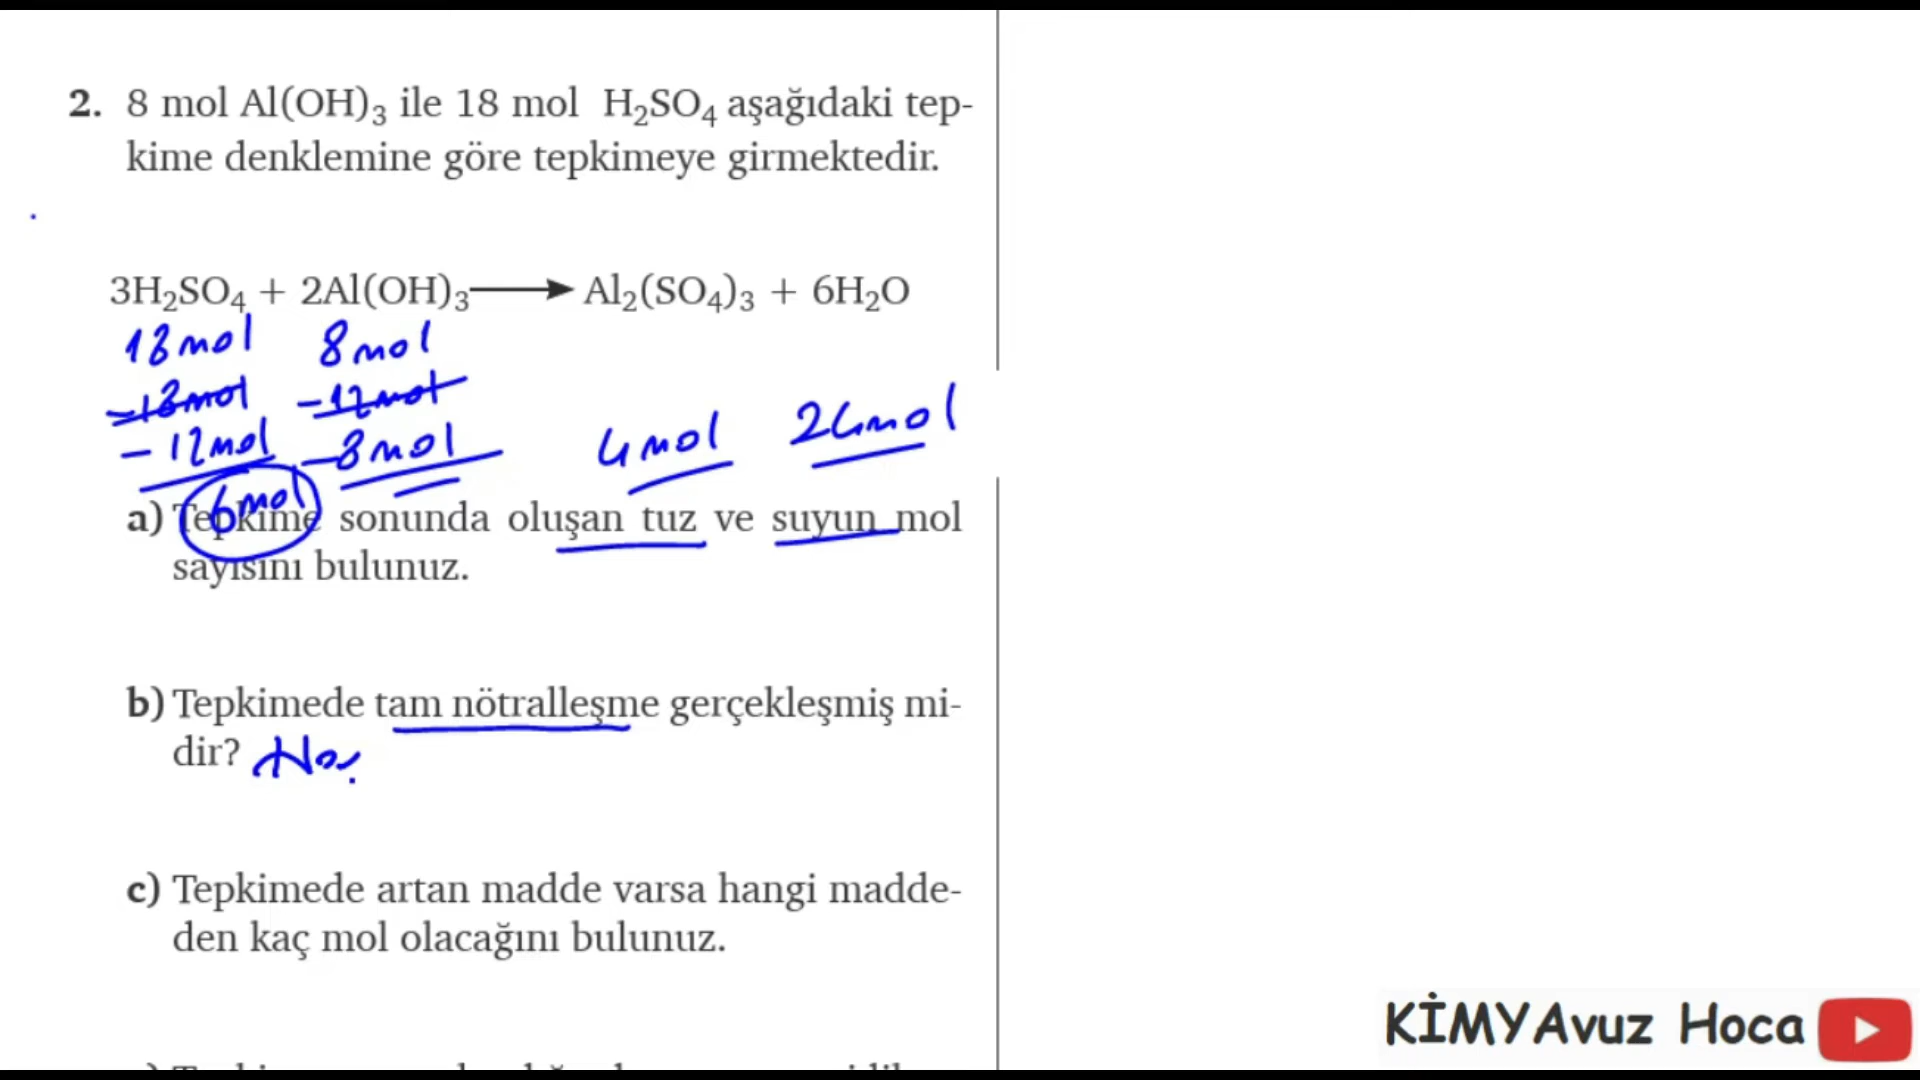 2. 8 mol Al(OH)₃ ile 18 mol H₂SO₄ aşağıdaki tep-
kime denklemine göre tepkimeye girmektedir.
3H₂SO₄ + 2Al(OH)₃ ⟶ Al₂(SO₄)₃ + 6H₂O
18mol 8mol
-18mol -12mol
-12mol -8mol 4mol 24mol
6mol
a) Tepkime sonunda oluşan tuz ve suyun mol
sayısını bulunuz.
b) Tepkimede tam nötralleşme gerçekleşmiş mi-
dir?
c) Tepkimede artan madde varsa hangi madde-
den kaç mol olacağını bulunuz.
KİMYAvuz Hoca